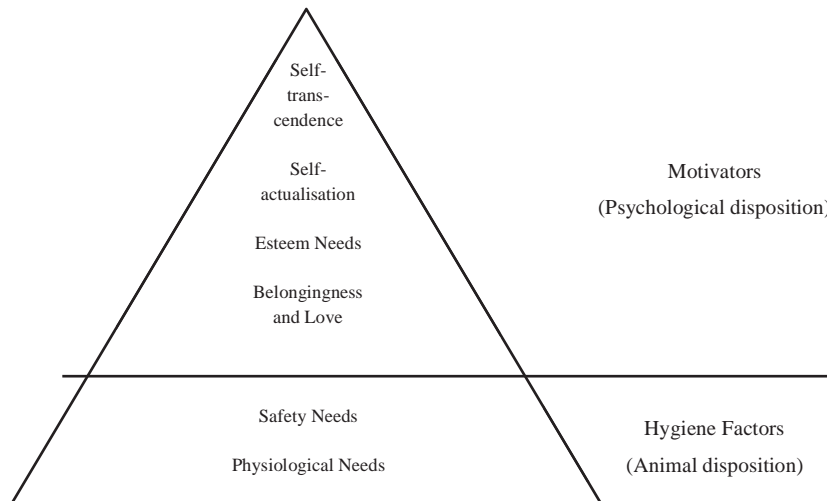 Self-
trans-
cendence
Self-
actualisation
Motivators
(Psychological disposition)
Esteem Needs
Belongingness
and Love
Safety Needs
Hygiene Factors
Physiological Needs
(Animal disposition)